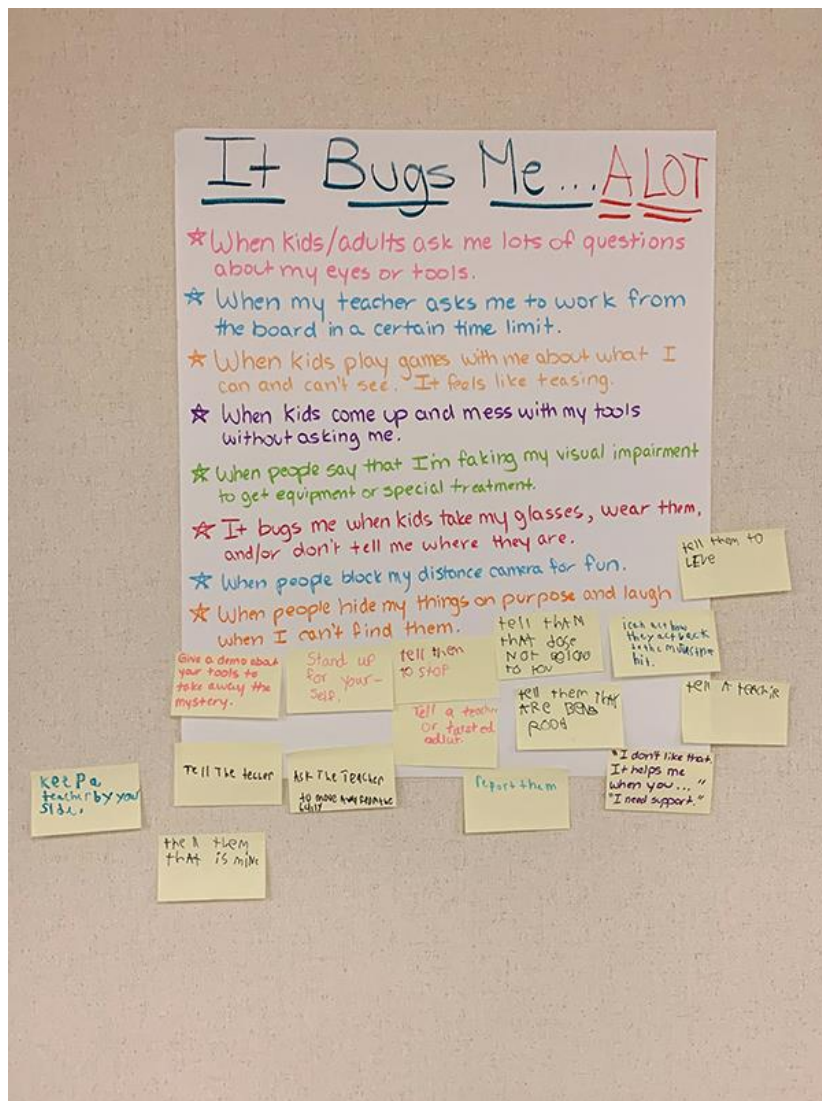 It Bugs Me... A LOT
☆ When kids/adults ask me lots of questions
about my eyes or tools.
☆ When my teacher asks me to work from
the board in a certain time limit.
☆ When kids play games with me about what I
can and can't see. It feels like teasing.
☆ When kids come up and mess with my tools
without asking me.
☆ When people say that I'm faking my visual impairment
to get equipment or special treatment.
☆ It bugs me when kids take my glasses, wear them,
and/or don't tell me where they are.
☆ When people block my distance camera for fun.
☆ When people hide my things on purpose and laugh
when I can't find them.
tell them to
LEVE
Give a demo about
your tools to
take away the
mystery.
Stand up
for your-
self.
tell them
to STOP
tell thAM
thAT dose
NOT
to you
they act back
Tell a teacher
or
tell them
ARE
tell A
Keep a
teacher by you
side.
Tell The
Ask The Teacher
to move
report them
"I don't like that.
It helps me
when you..."
"I need support."
them
thAT is mine